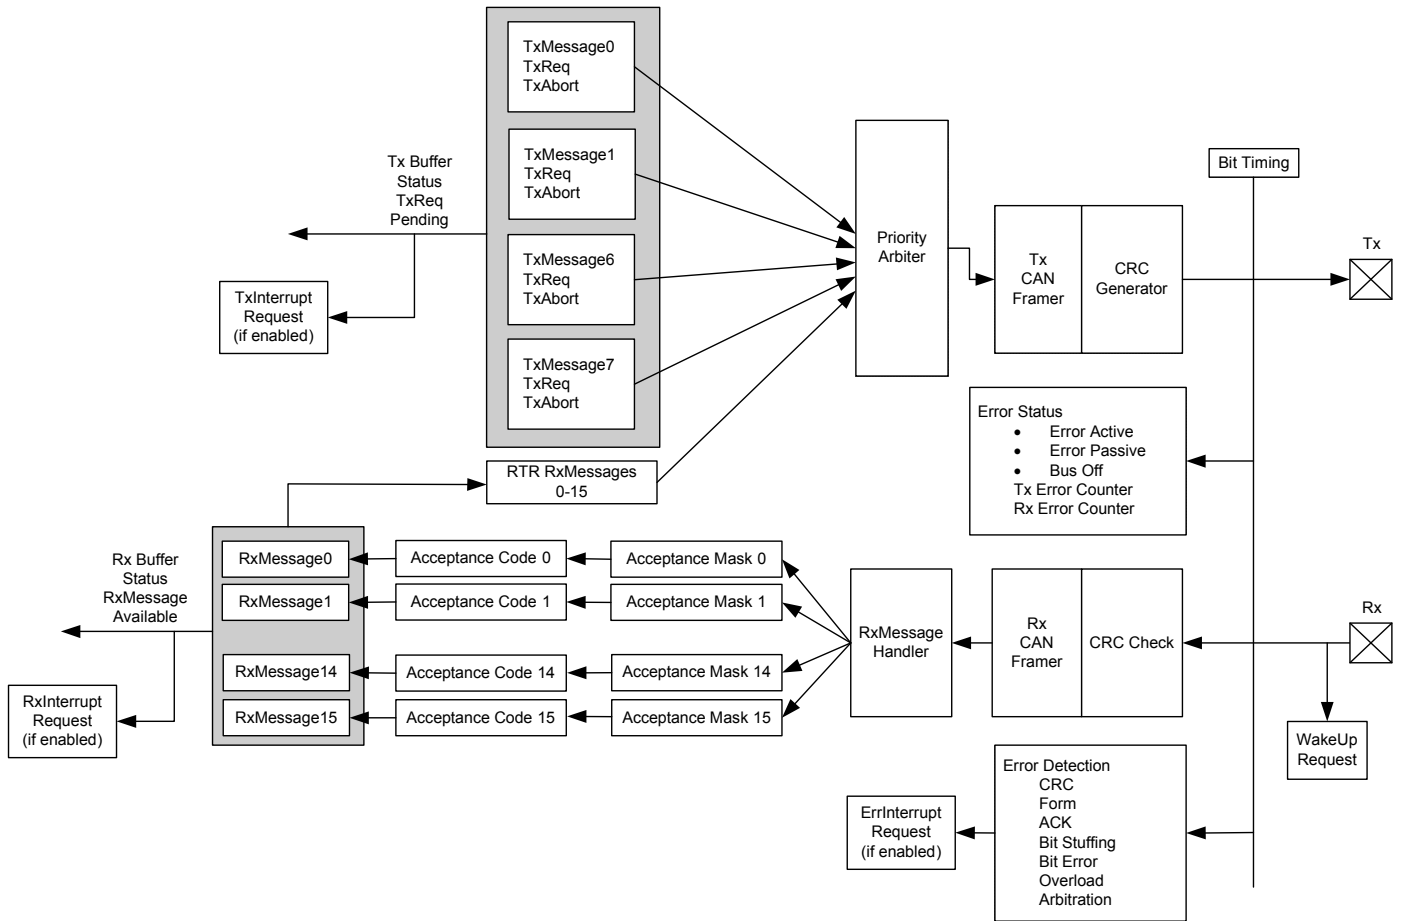 TxMessage0
TxReq
TxAbort
TxMessage1
TxReq
TxAbort
TxMessage6
TxReq
TxAbort
TxMessage7
TxReq
TxAbort
Tx Buffer
Status
TxReq
Pending
TxInterrupt
Request
(if enabled)
Priority
Arbiter
Tx
CAN
Framer
CRC
Generator
Bit Timing
Tx
Error Status
• Error Active
• Error Passive
• Bus Off
Tx Error Counter
Rx Error Counter
RTR RxMessages
0-15
Rx Buffer
Status
RxMessage
Available
RxInterrupt
Request
(if enabled)
RxMessage0
Acceptance Code 0
Acceptance Mask 0
RxMessage1
Acceptance Code 1
Acceptance Mask 1
RxMessage14
Acceptance Code 14
Acceptance Mask 14
RxMessage15
Acceptance Code 15
Acceptance Mask 15
RxMessage
Handler
Rx
CAN
Framer
CRC Check
Rx
WakeUp
Request
ErrInterrupt
Request
(if enabled)
Error Detection
CRC
Form
ACK
Bit Stuffing
Bit Error
Overload
Arbitration